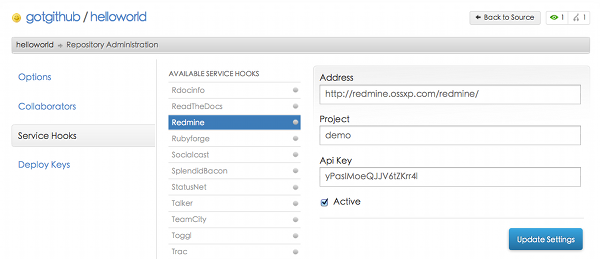 gotgithub / helloworld
Back to Source
1
1
helloworld → Repository Administration
Options
Collaborators
Service Hooks
Deploy Keys
AVAILABLE SERVICE HOOKS
Rdocinfo
ReadTheDocs
Redmine
Rubyforge
Socialcast
SplendidBacon
StatusNet
Talker
TeamCity
Toggl
Trac
Address
http://redmine.ossxp.com/redmine/
Project
demo
Api Key
Active
Update Settings